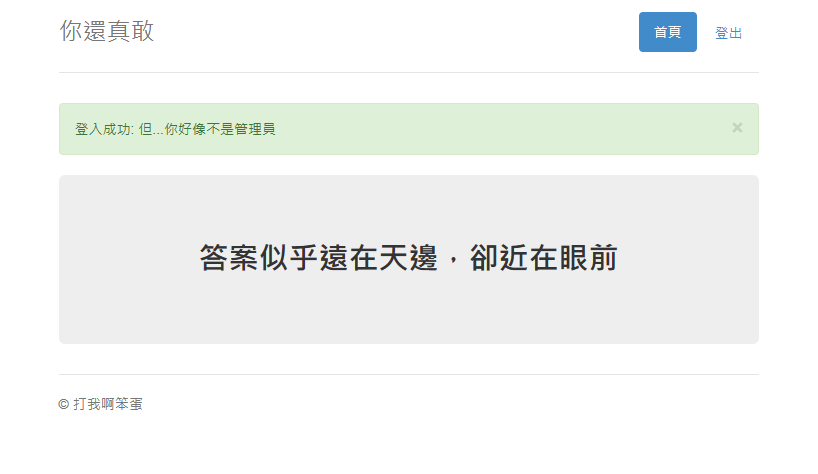 你還真敢
首頁
登出
登入成功: 但...你好像不是管理員
×
答案似乎遠在天邊，卻近在眼前
© 打我啊笨蛋